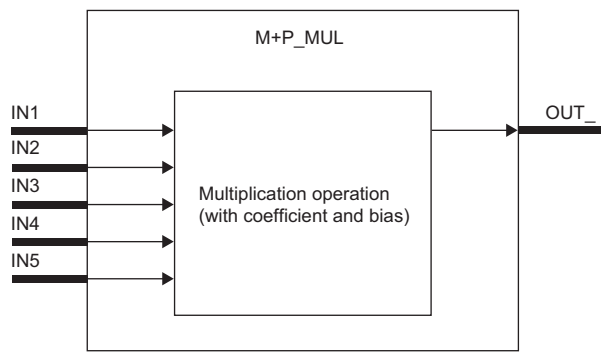 M+P_MUL
IN1
OUT_
IN2
IN3
Multiplication operation
(with coefficient and bias)
IN4
IN5